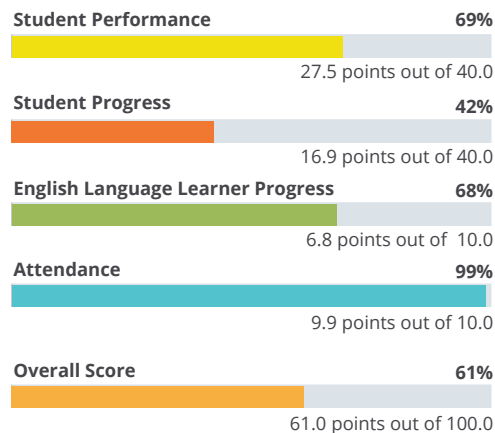 Student Performance 69%
27.5 points out of 40.0
Student Progress 42%
16.9 points out of 40.0
English Language Learner Progress 68%
6.8 points out of 10.0
Attendance 99%
9.9 points out of 10.0
Overall Score 61%
61.0 points out of 100.0